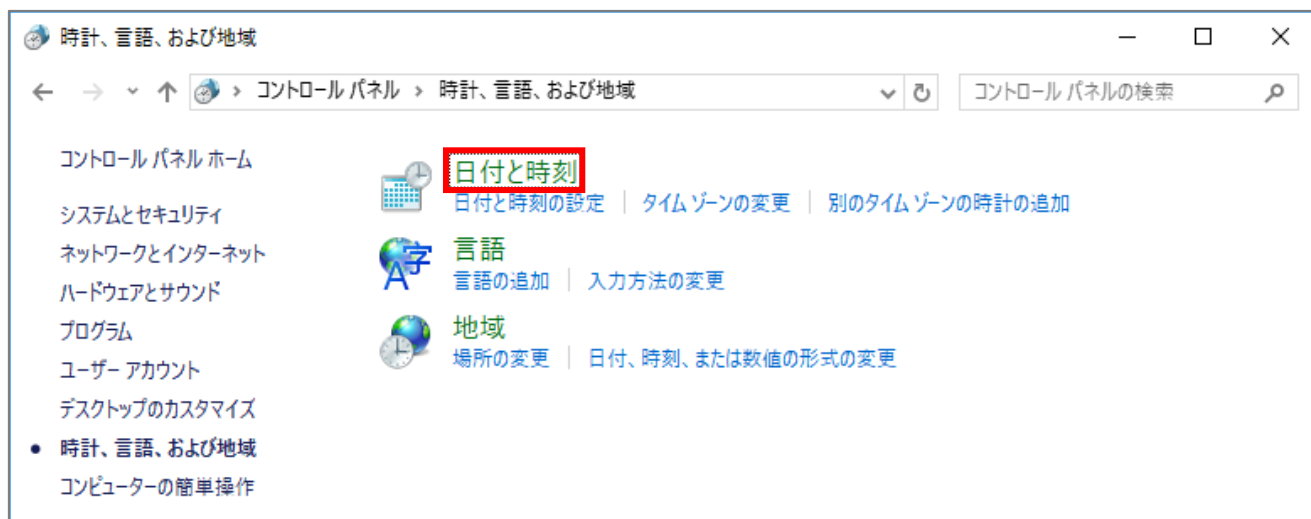 時計、言語、および地域
コントロール パネル › 時計、言語、および地域
コントロール パネルの検索
コントロール パネル ホーム
システムとセキュリティ
ネットワークとインターネット
ハードウェアとサウンド
プログラム
ユーザー アカウント
デスクトップのカスタマイズ
時計、言語、および地域
コンピューターの簡単操作
日付と時刻
日付と時刻の設定 | タイム ゾーンの変更 | 別のタイム ゾーンの時計の追加
言語
言語の追加 | 入力方法の変更
地域
場所の変更 | 日付、時刻、または数値の形式の変更
字
A